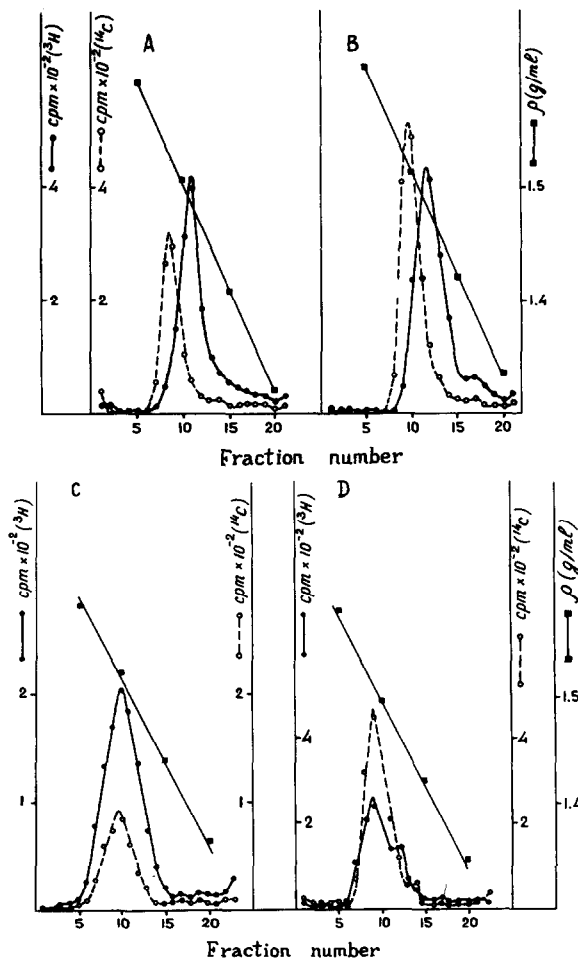 A
B
cpm×10⁻² (³H)
cpm×10⁻² (¹⁴C)
ρ (g/ml)
4
2
4
2
1.5
1.4
5 10 15 20
5 10 15 20
Fraction number
C
D
cpm×10⁻² (³H)
cpm×10⁻² (¹⁴C)
cpm×10⁻² (³H)
cpm×10⁻² (¹⁴C)
ρ (g/ml)
2
1
2
1
4
2
4
2
1.5
1.4
5 10 15 20
5 10 15 20
Fraction number